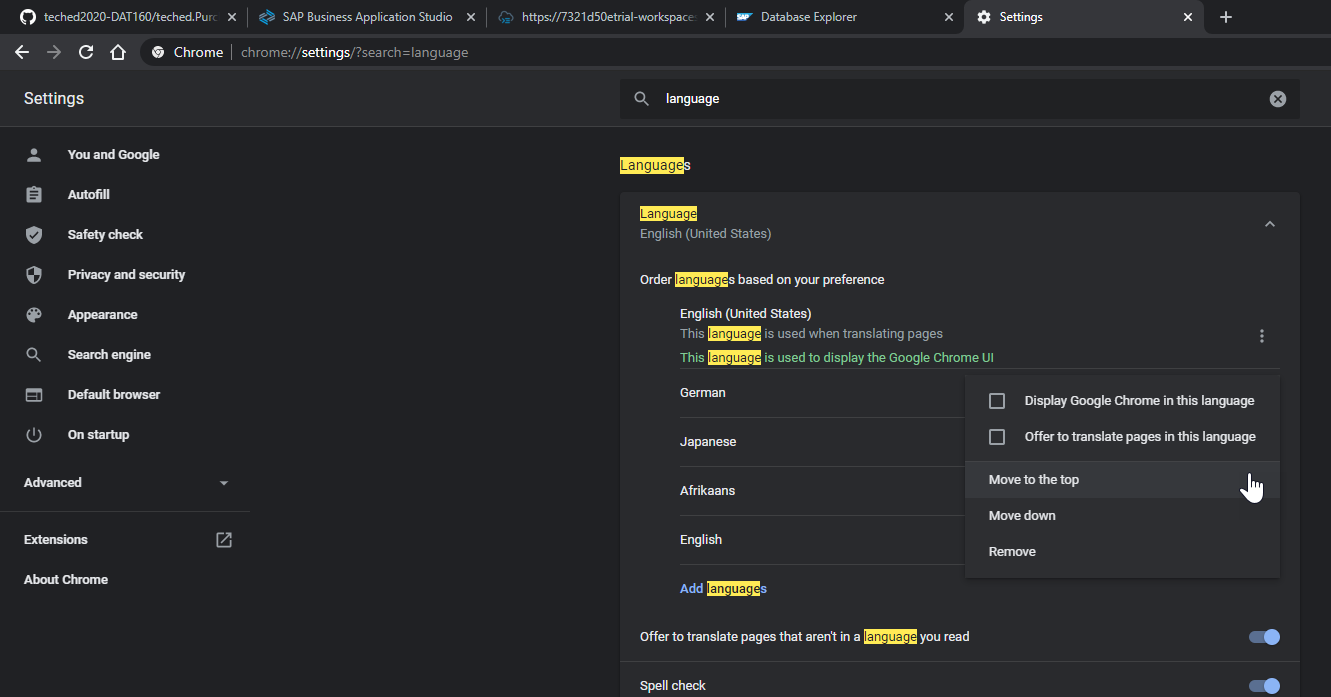 teched2020-DAT160/teched.Purc
SAP Business Application Studio
https://7321d50etrial-workspaces
Database Explorer
Settings
Chrome
chrome://settings/?search=language
Settings
language
You and Google
Autofill
Safety check
Privacy and security
Appearance
Search engine
Default browser
On startup
Advanced
Extensions
About Chrome
Languages
Language
English (United States)
Order languages based on your preference
English (United States)
This language is used when translating pages
This language is used to display the Google Chrome UI
German
Japanese
Afrikaans
English
Add languages
Display Google Chrome in this language
Offer to translate pages in this language
Move to the top
Move down
Remove
Offer to translate pages that aren't in a language you read
Spell check